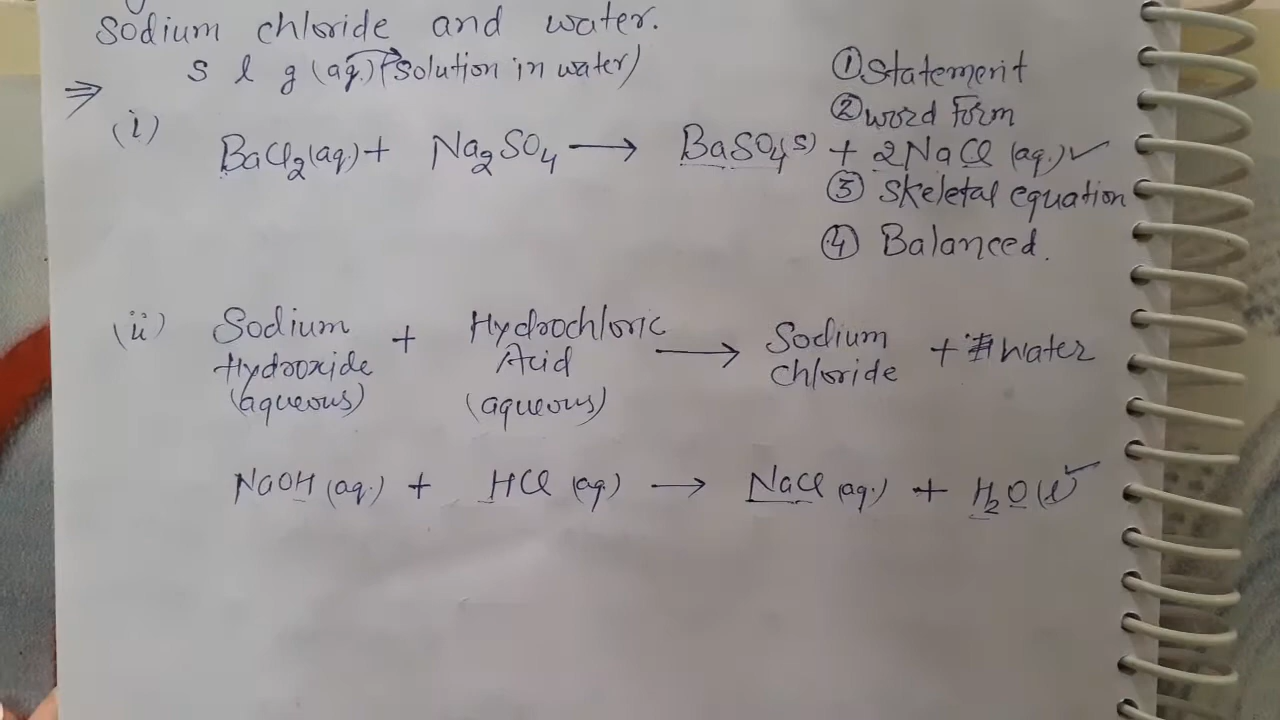 Sodium chloride and water.
s l g (aq.) (solution in water)
① Statement
② word Form
⇒
(i) BaCl₂(aq.) + Na₂SO₄ → BaSO₄(s) + 2NaCl (aq.) ✓
③ Skeletal equation
④ Balanced.
(ii) Sodium Hydroxide (aqueous) + Hydrochloric Acid (aqueous) → Sodium chloride + water
NaOH (aq.) + HCl (aq) → NaCl (aq.) + H₂O (l) ✓